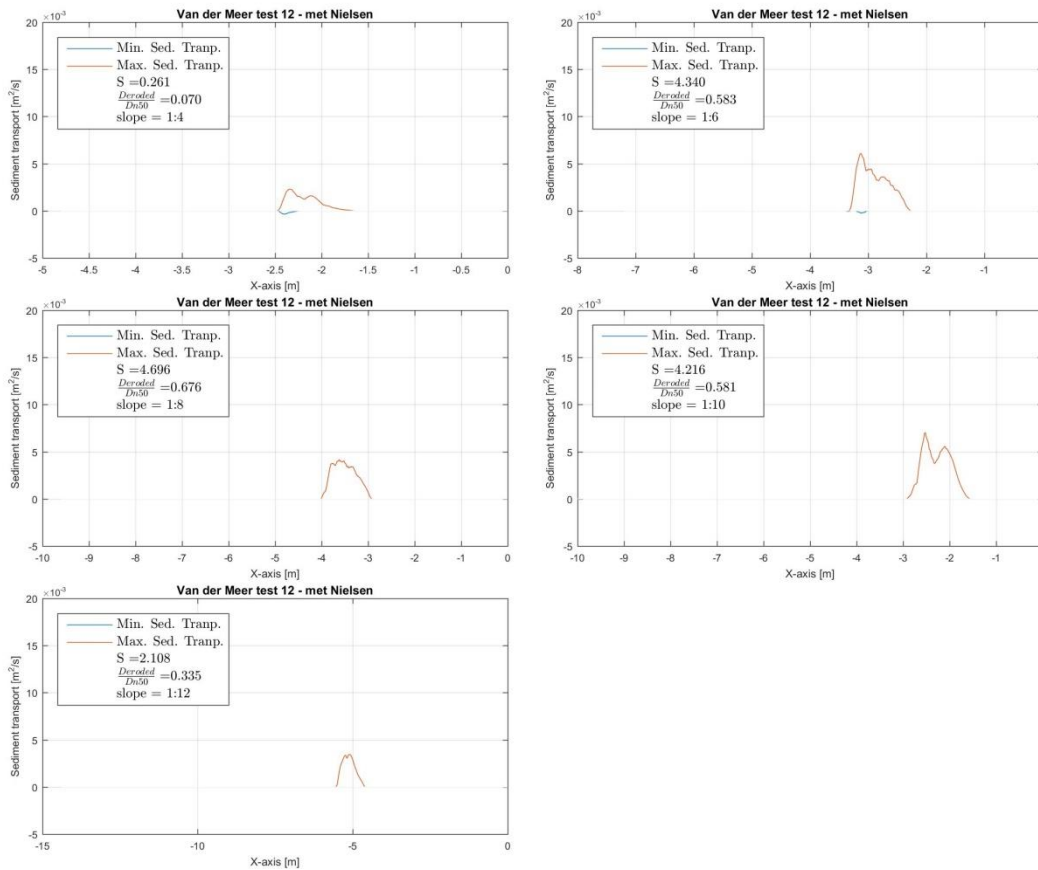 Van der Meer test 12 - met Nielsen
×10-3
20
15
10
5
0
-5
Sediment transport [m2/s]
Min. Sed. Tranp.
Max. Sed. Tranp.
S =0.261
Deroded/Dn50 =0.070
slope = 1:4
-5 -4.5 -4 -3.5 -3 -2.5 -2 -1.5 -1 -0.5 0
X-axis [m]
Van der Meer test 12 - met Nielsen
×10-3
20
15
10
5
0
-5
Sediment transport [m2/s]
Min. Sed. Tranp.
Max. Sed. Tranp.
S =4.340
Deroded/Dn50 =0.583
slope = 1:6
-8 -7 -6 -5 -4 -3 -2 -1
X-axis [m]
Van der Meer test 12 - met Nielsen
×10-3
20
15
10
5
0
-5
Sediment transport [m2/s]
Min. Sed. Tranp.
Max. Sed. Tranp.
S =4.696
Deroded/Dn50 =0.676
slope = 1:8
-10 -9 -8 -7 -6 -5 -4 -3 -2 -1 0
X-axis [m]
Van der Meer test 12 - met Nielsen
×10-3
20
15
10
5
0
-5
Sediment transport [m2/s]
Min. Sed. Tranp.
Max. Sed. Tranp.
S =4.216
Deroded/Dn50 =0.581
slope = 1:10
-10 -9 -8 -7 -6 -5 -4 -3 -2 -1
X-axis [m]
Van der Meer test 12 - met Nielsen
×10-3
20
15
10
5
0
-5
Sediment transport [m2/s]
Min. Sed. Tranp.
Max. Sed. Tranp.
S =2.108
Deroded/Dn50 =0.335
slope = 1:12
-15 -10 -5 0
X-axis [m]